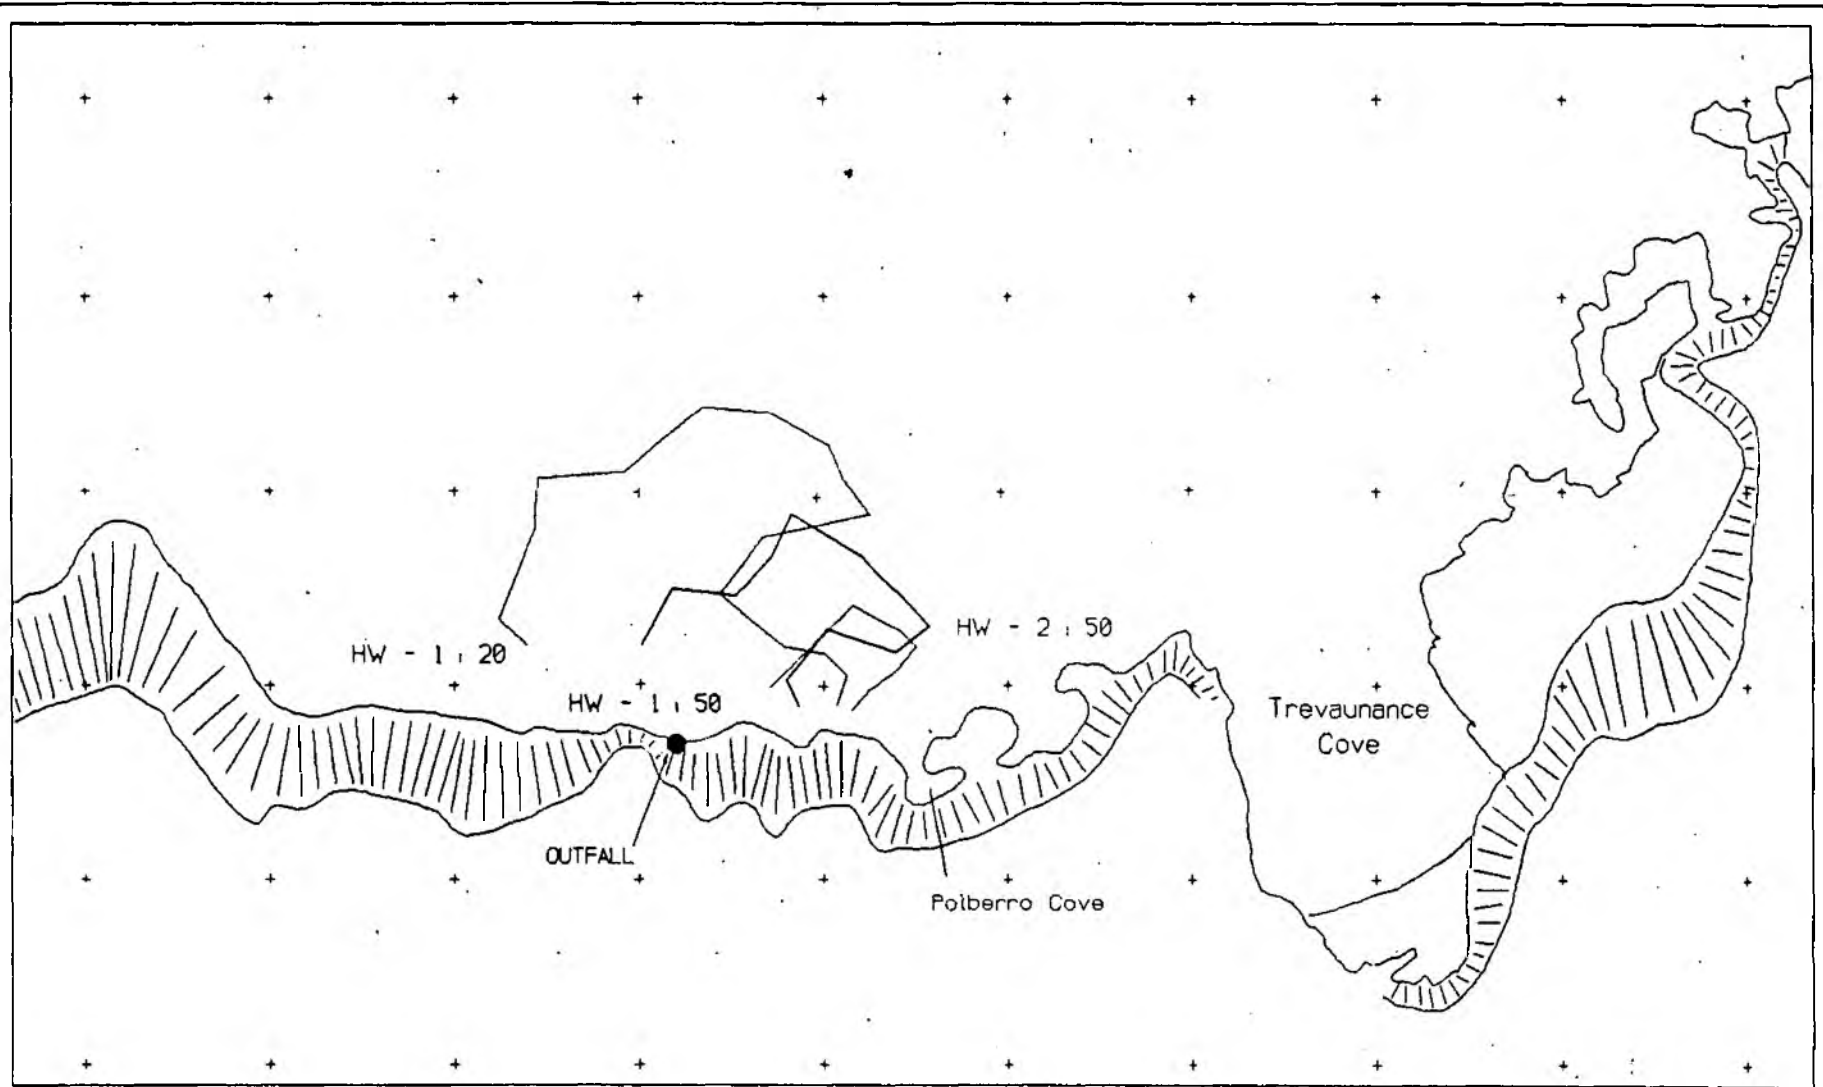 HW - 2 : 50
HW - 1 : 20
HW - 1 : 50
Trevaunance
Cove
OUTFALL
Polberro Cove